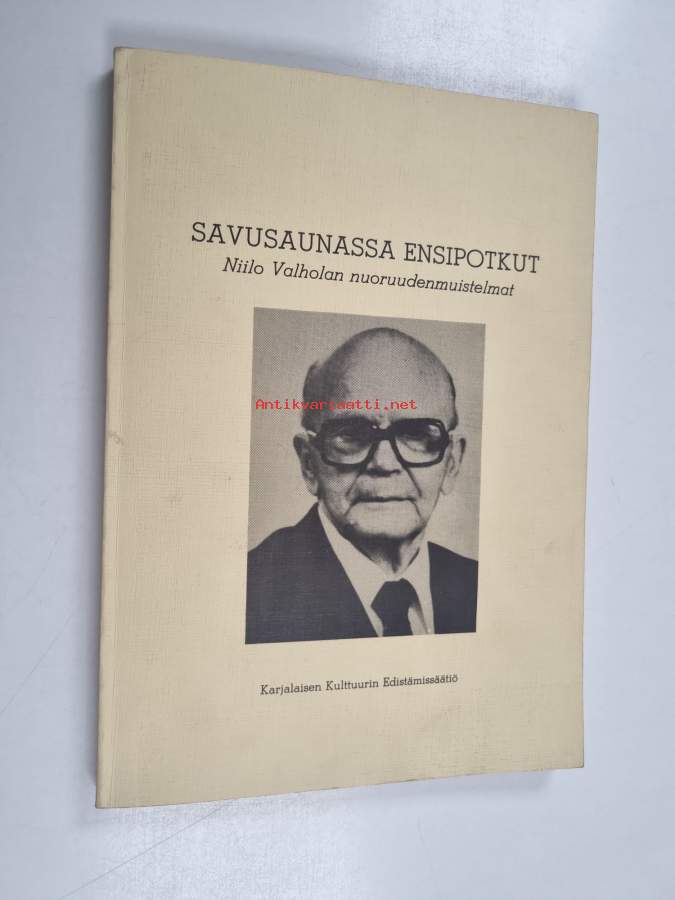 SAVUSAUNASSA ENSIPOTKUT
Niilo Valholan nuoruudenmuistelmat
Antikvariaatti.net
Karjalaisen Kulttuurin Edistämissäätiö